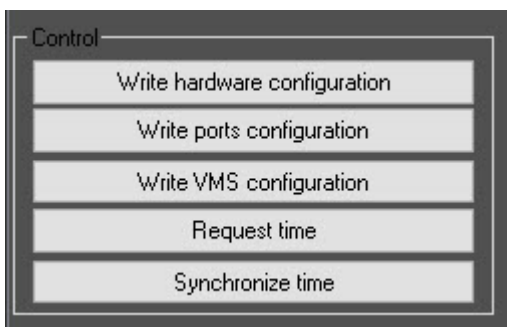 Control
Write hardware configuration
Write ports configuration
Write VMS configuration
Request time
Synchronize time